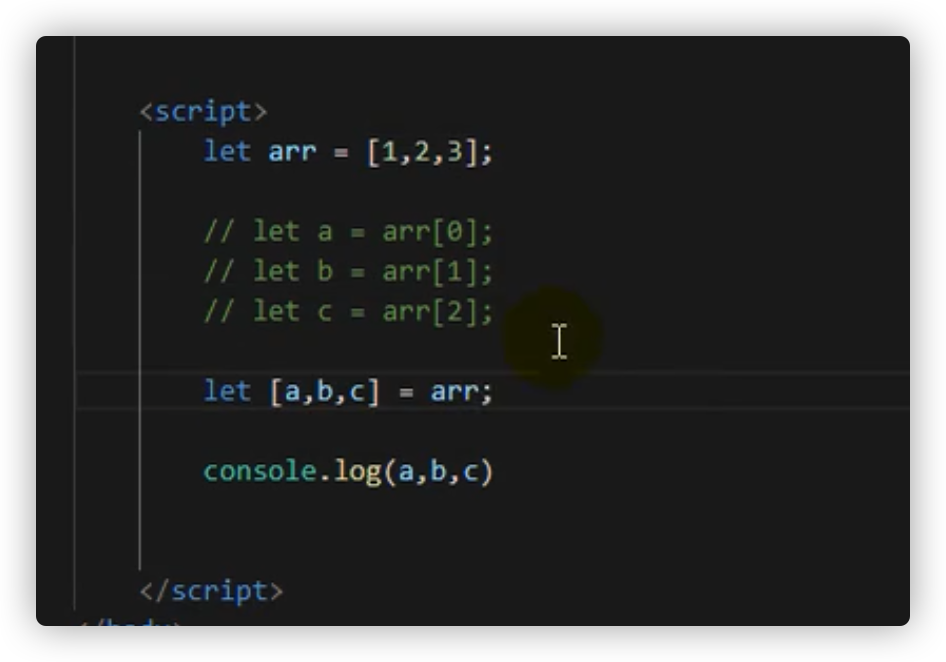 <script>
let arr = [1,2,3];
// let a = arr[0];
// let b = arr[1];
// let c = arr[2];
let [a,b,c] = arr;
console.log(a,b,c)
</script>